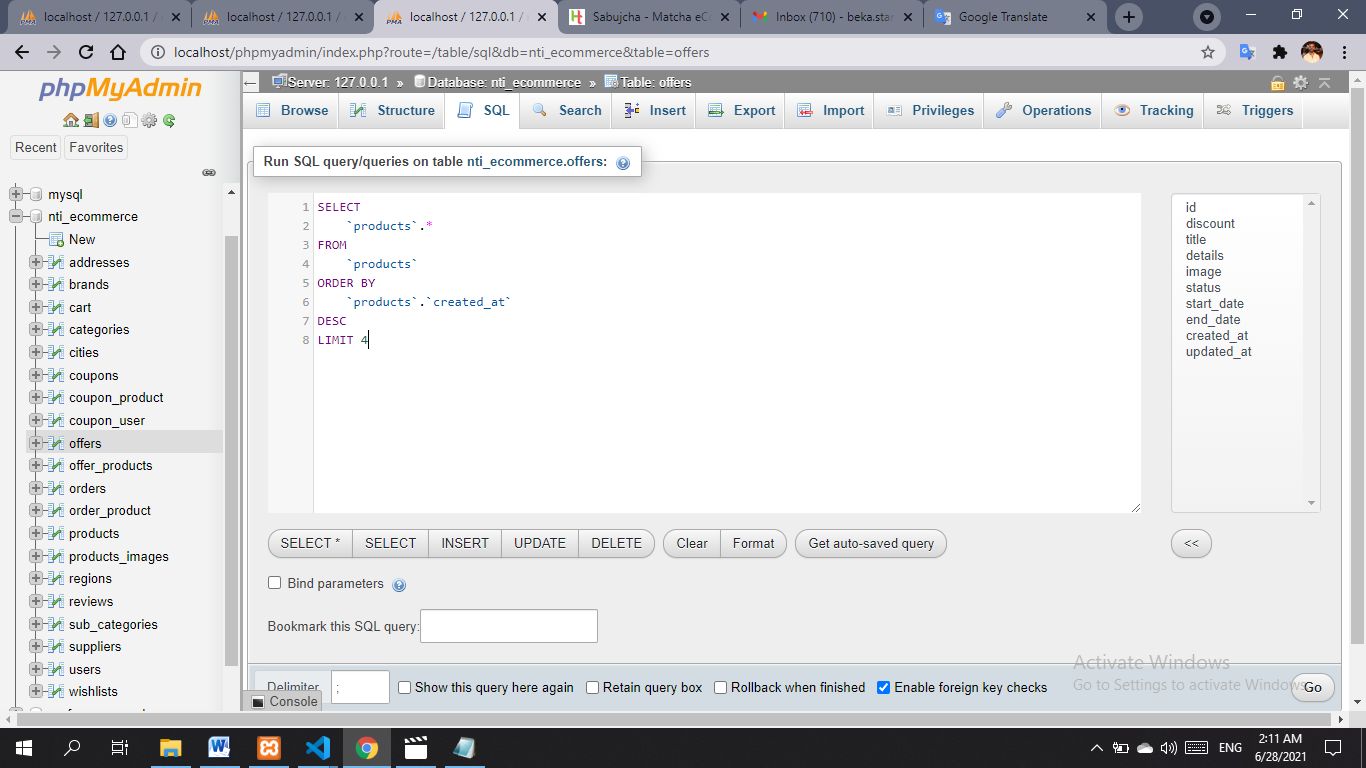 localhost / 127.0.0.1 /
localhost / 127.0.0.1 /
localhost / 127.0.0.1 /
Sabujcha - Matcha eC
Inbox (710) - beka.sta
Google Translate
localhost/phpmyadmin/index.php?route=/table/sql&db=nti_ecommerce&table=offers
phpMyAdmin
Recent
Favorites
mysql
nti_ecommerce
New
addresses
brands
cart
categories
cities
coupons
coupon_product
coupon_user
offers
offer_products
orders
order_product
products
products_images
regions
reviews
sub_categories
suppliers
users
wishlists
Server: 127.0.0.1 » Database: nti_ecommerce » Table: offers
Browse
Structure
SQL
Search
Insert
Export
Import
Privileges
Operations
Tracking
Triggers
Run SQL query/queries on table nti_ecommerce.offers:
1 SELECT
2 `products`.*
3 FROM
4 `products`
5 ORDER BY
6 `products`.`created_at`
7 DESC
8 LIMIT 4
id
discount
title
details
image
status
start_date
end_date
created_at
updated_at
SELECT *
SELECT
INSERT
UPDATE
DELETE
Clear
Format
Get auto-saved query
<<
Bind parameters
Bookmark this SQL query:
Delimiter
;
Show this query here again
Retain query box
Rollback when finished
Enable foreign key checks
Go
Console
Activate Windows
Go to Settings to activate Windows.
ENG
2:11 AM
6/28/2021